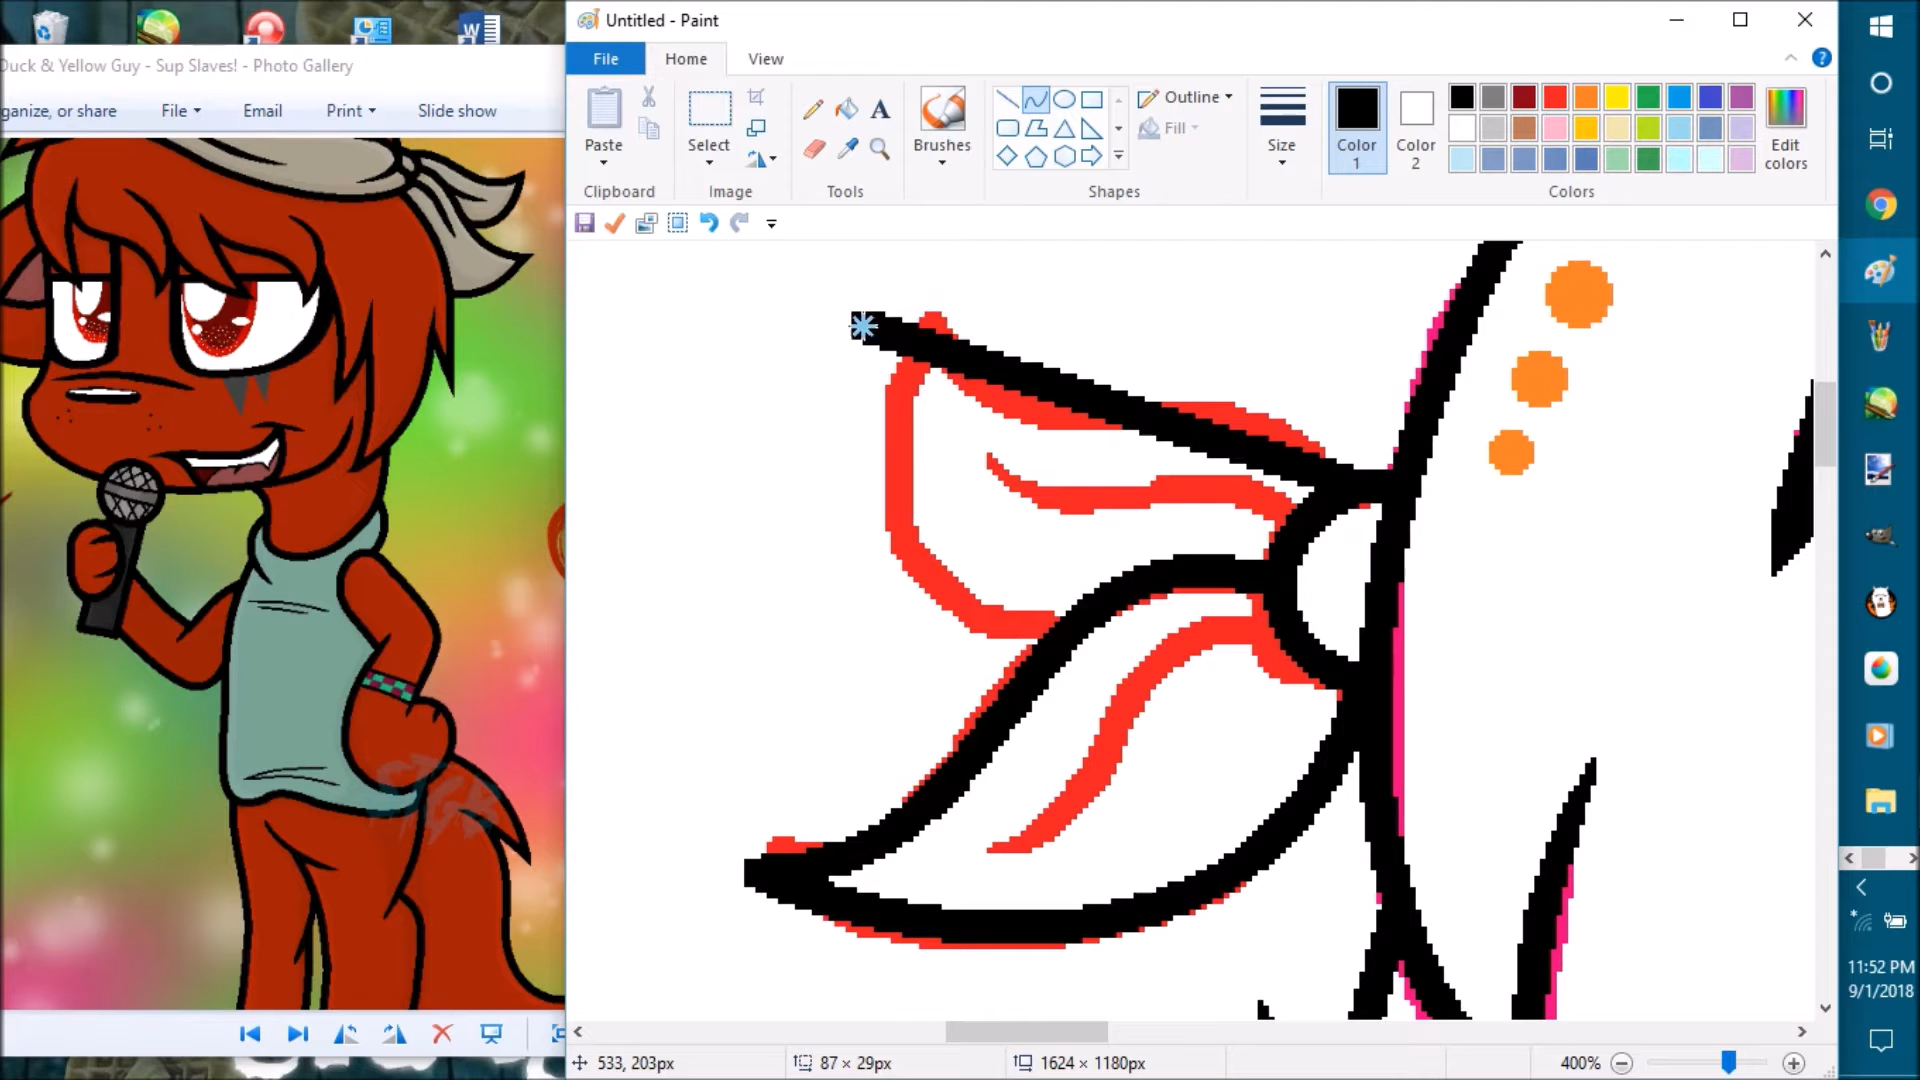 Untitled - Paint
Duck & Yellow Guy - Sup Slaves! - Photo Gallery
File Home View
ganize, or share File Email Print Slide show
Paste Select Brushes Outline Fill Size Color 1 Color 2 Edit colors
Clipboard Image Tools Shapes Colors
11:52 PM
9/1/2018
533, 203px 87 × 29px 1624 × 1180px 400%